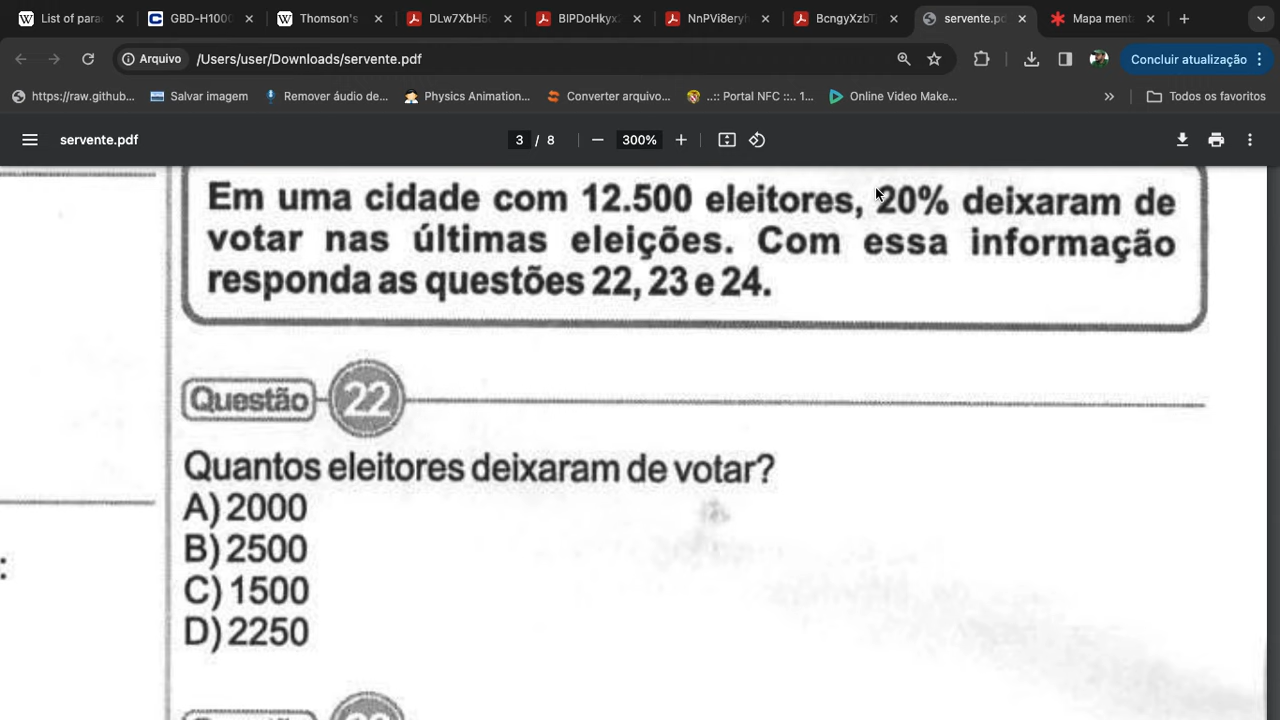 List of para
GBD-H100
Thomson's
DLw7XbH5
BIPDoHkyx
NnPVi8eryh
BcngyXzbT
servente.pd
Mapa menta
Arquivo
/Users/user/Downloads/servente.pdf
Concluir atualização
https://raw.github...
Salvar imagem
Remover áudio de...
Physics Animation...
Converter arquivo...
..:: Portal NFC ::.. 1...
Online Video Make...
»
Todos os favoritos
servente.pdf
3 / 8
300%
Em uma cidade com 12.500 eleitores, 20% deixaram de
votar nas últimas eleições. Com essa informação
responda as questões 22, 23 e 24.
Questão 22
Quantos eleitores deixaram de votar?
A) 2000
B) 2500
C) 1500
D) 2250
: